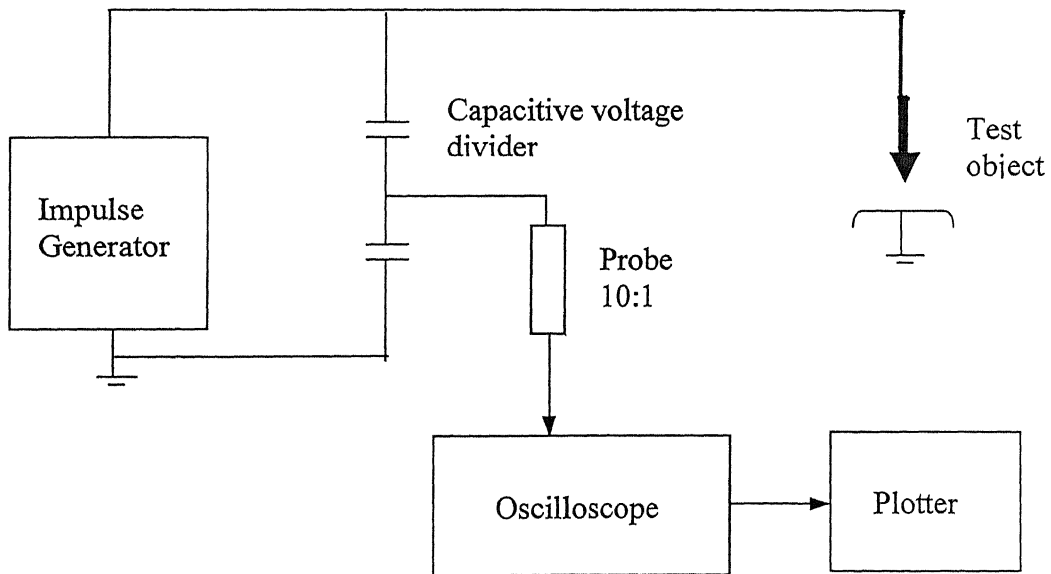 Capacitive voltage
divider
Test
object
Impulse
Generator
Probe
10:1
Oscilloscope
Plotter